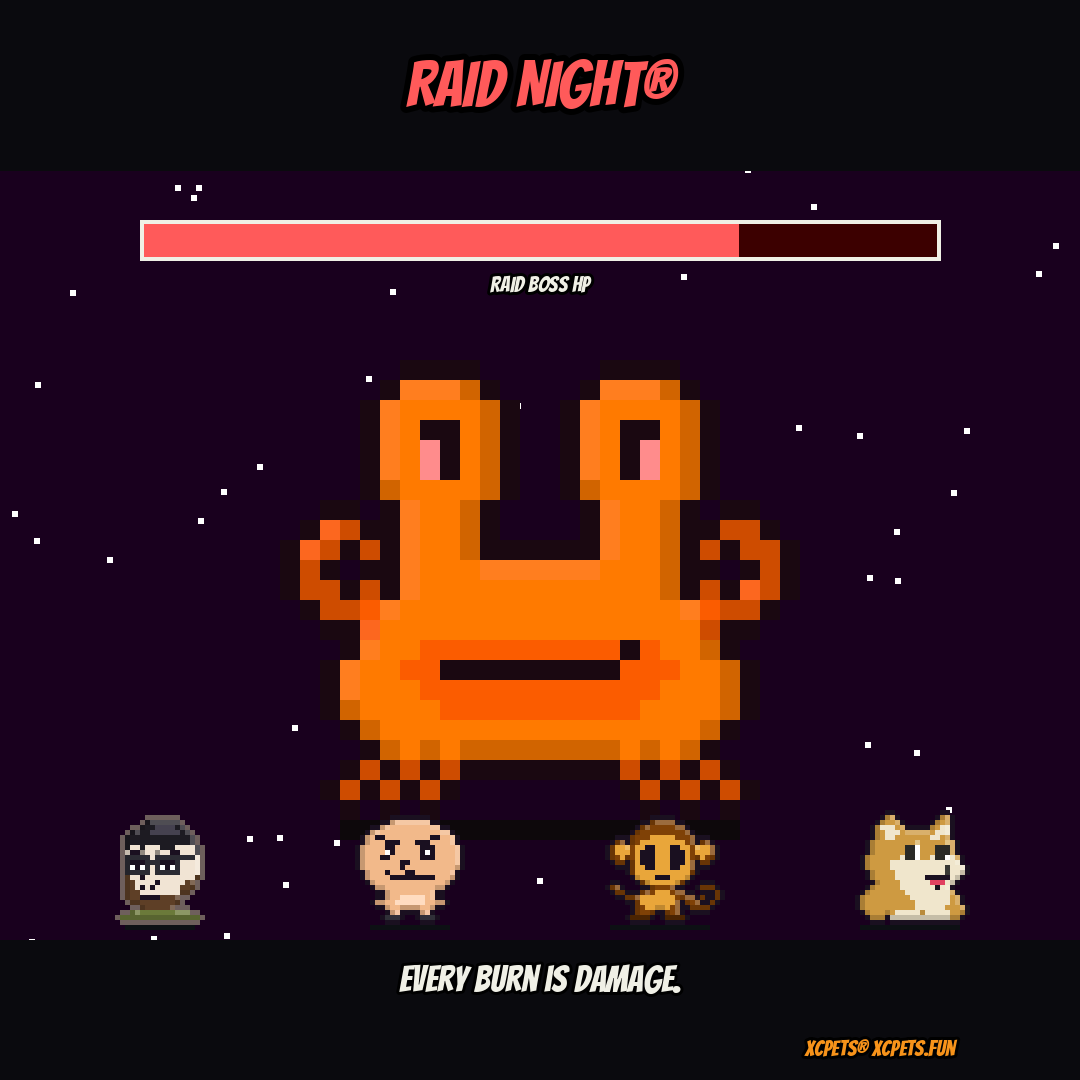 RAID NIGHT®
RAID BOSS HP
EVERY BURN IS DAMAGE.
XCPETS® XCPETS.FUN